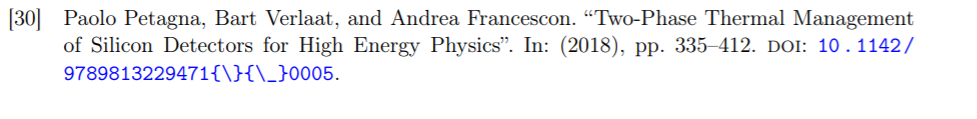 [30] Paolo Petagna, Bart Verlaat, and Andrea Francescon. “Two-Phase Thermal Management
of Silicon Detectors for High Energy Physics”. In: (2018), pp. 335–412. DOI: 10.1142/
9789813229471{\}{\_}0005.